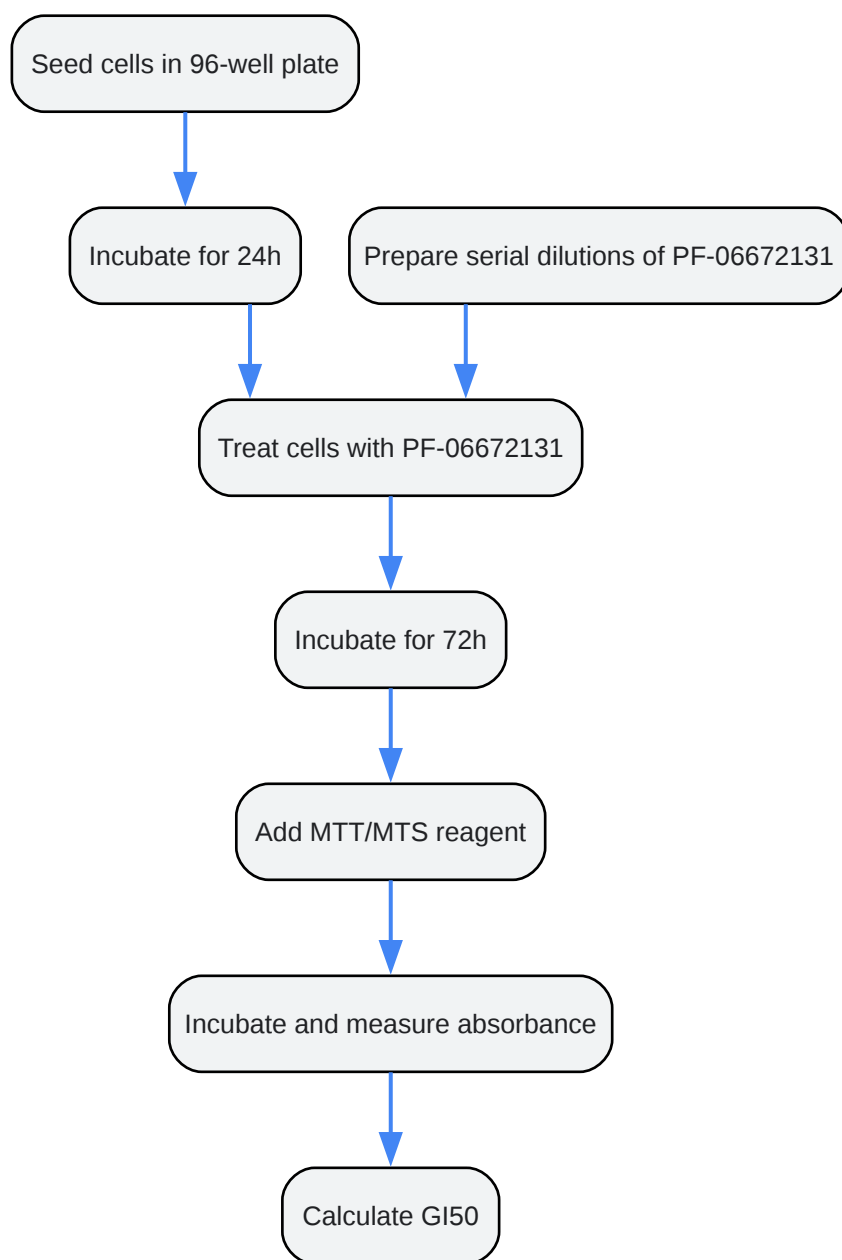 Seed cells in 96-well plate
Incubate for 24h
Prepare serial dilutions of PF-06672131
Treat cells with PF-06672131
Incubate for 72h
Add MTT/MTS reagent
Incubate and measure absorbance
Calculate GI50